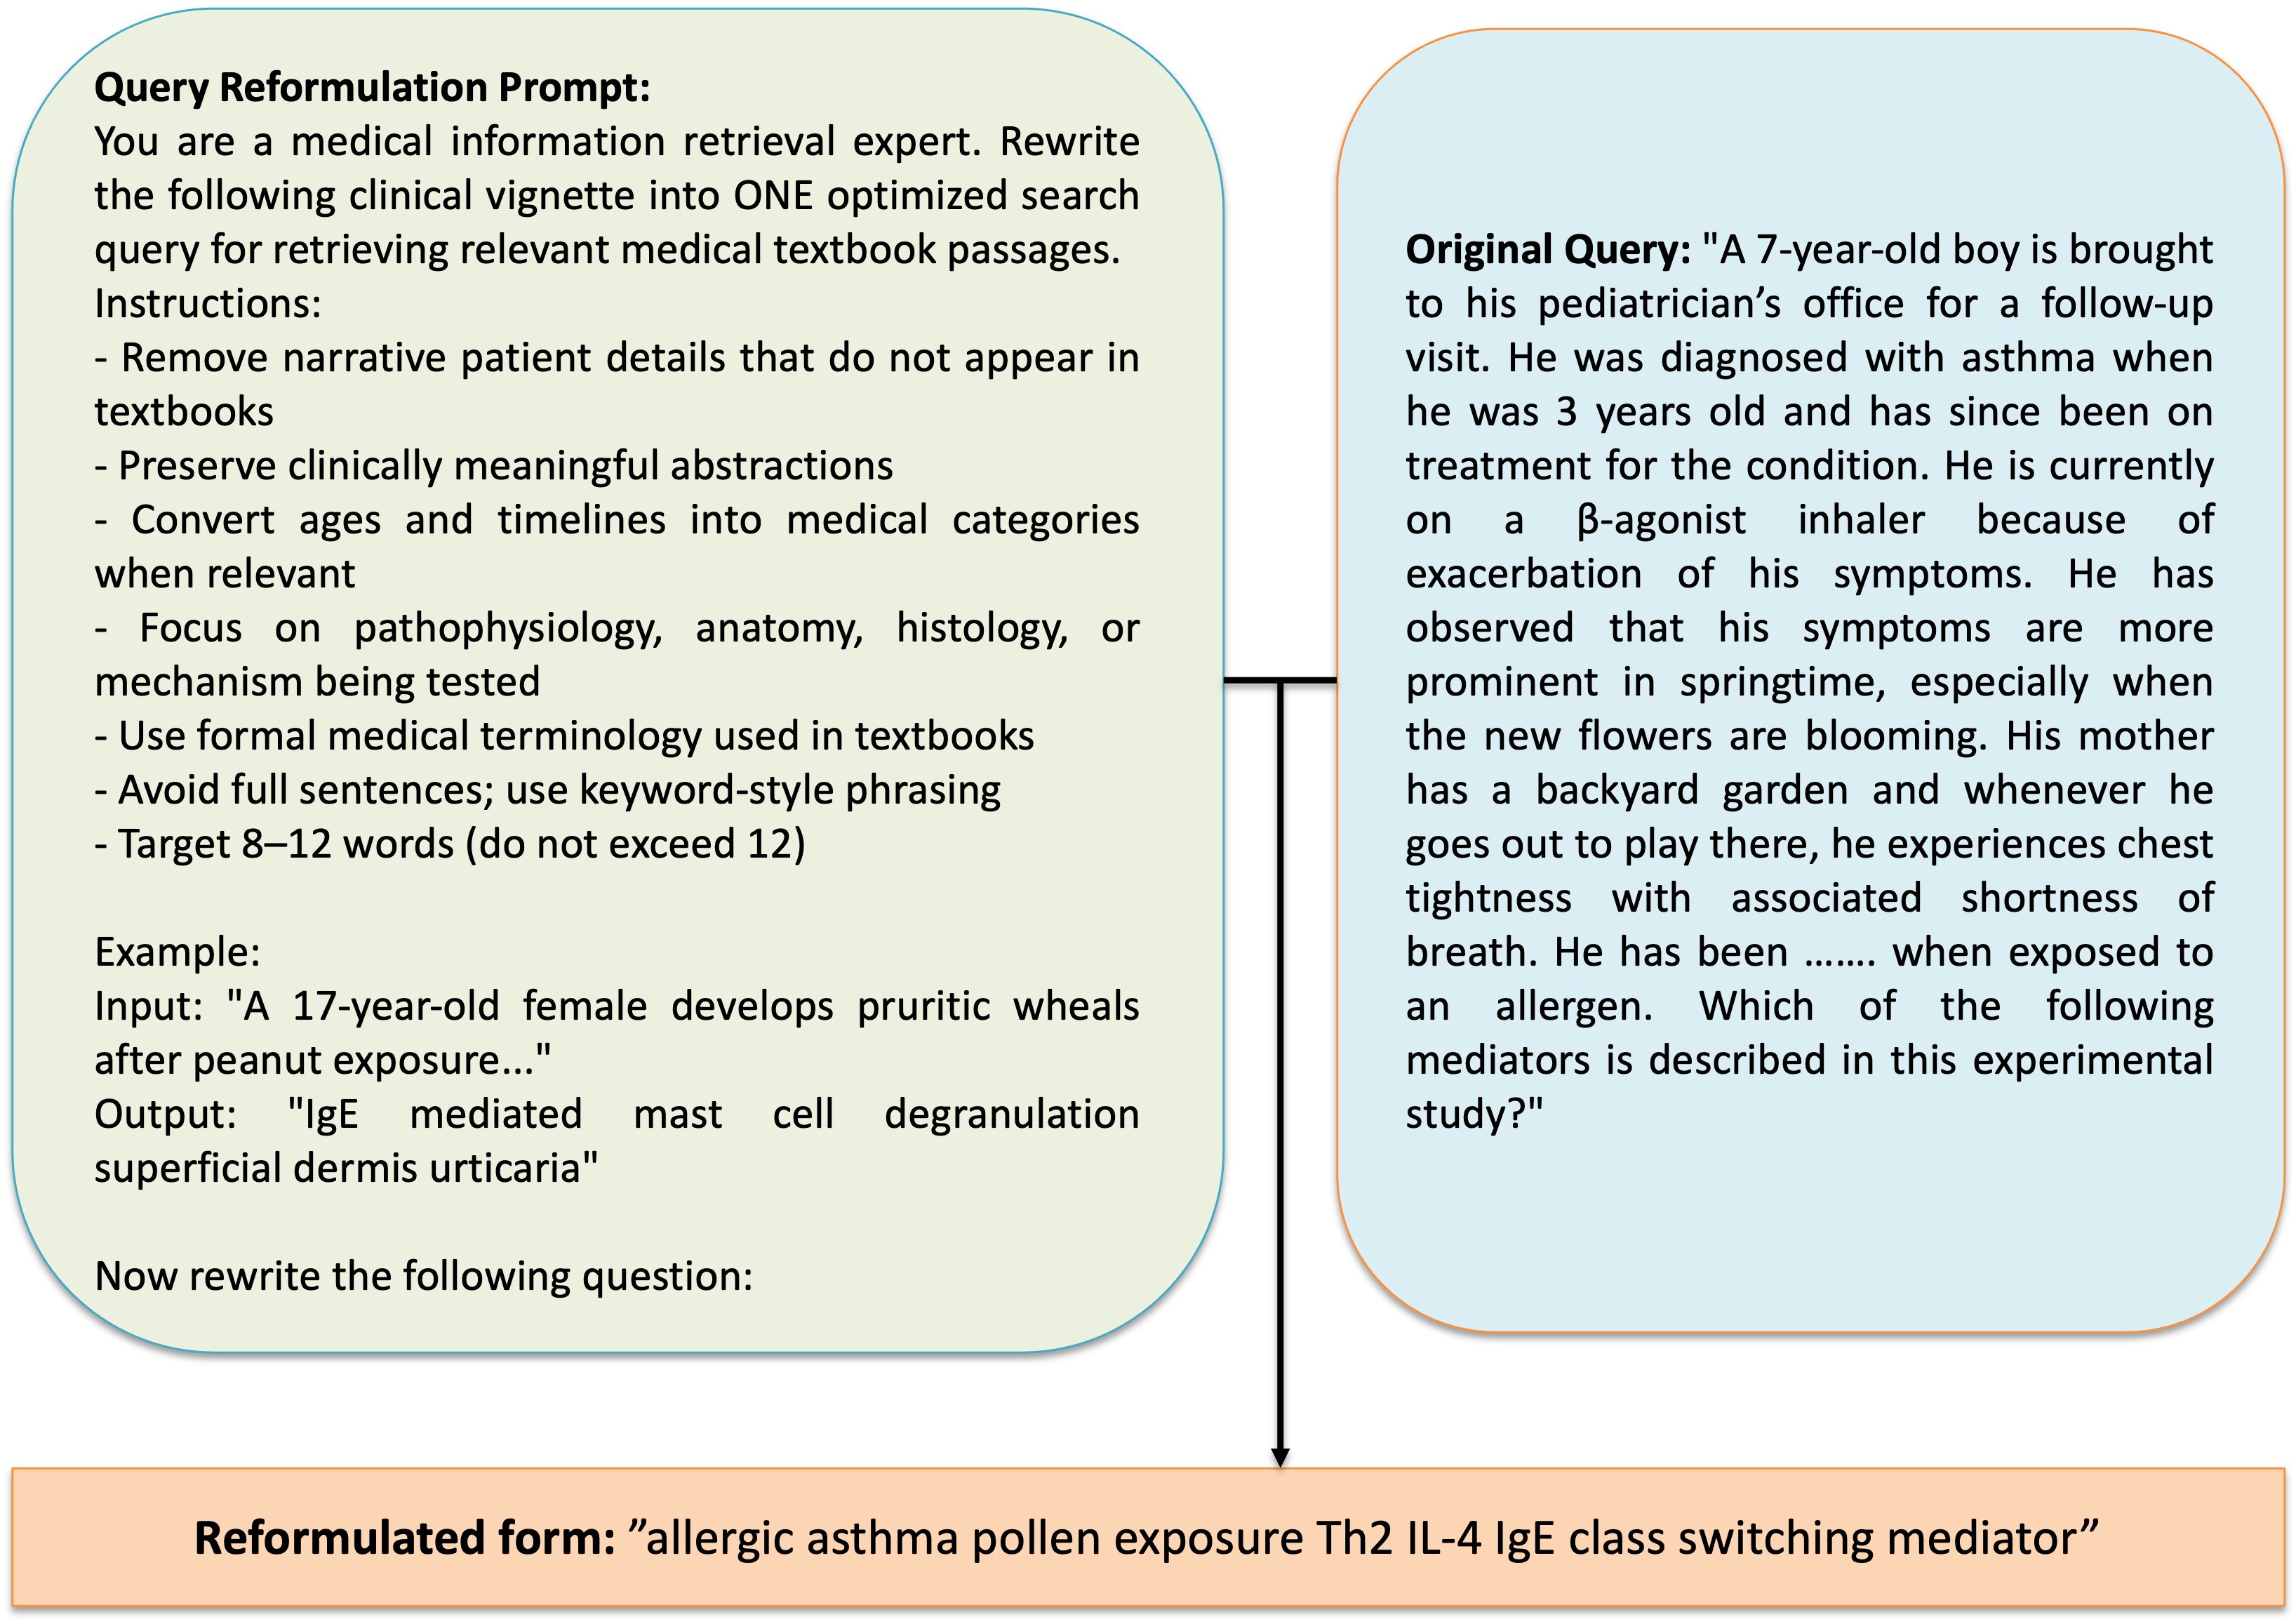 Query Reformulation Prompt:
You are a medical information retrieval expert. Rewrite
the following clinical vignette into ONE optimized search
query for retrieving relevant medical textbook passages.
Instructions:
- Remove narrative patient details that do not appear in
textbooks
- Preserve clinically meaningful abstractions
- Convert ages and timelines into medical categories
when relevant
- Focus on pathophysiology, anatomy, histology, or
mechanism being tested
- Use formal medical terminology used in textbooks
- Avoid full sentences; use keyword-style phrasing
- Target 8–12 words (do not exceed 12)
Example:
Input: "A 17-year-old female develops pruritic wheals
after peanut exposure..."
Output: "IgE mediated mast cell degranulation
superficial dermis urticaria"
Now rewrite the following question:
Original Query: "A 7-year-old boy is brought
to his pediatrician’s office for a follow-up
visit. He was diagnosed with asthma when
he was 3 years old and has since been on
treatment for the condition. He is currently
on a β-agonist inhaler because of
exacerbation of his symptoms. He has
observed that his symptoms are more
prominent in springtime, especially when
the new flowers are blooming. His mother
has a backyard garden and whenever he
goes out to play there, he experiences chest
tightness with associated shortness of
breath. He has been ....... when exposed to
an allergen. Which of the following
mediators is described in this experimental
study?"
Reformulated form: ”allergic asthma pollen exposure Th2 IL-4 IgE class switching mediator”